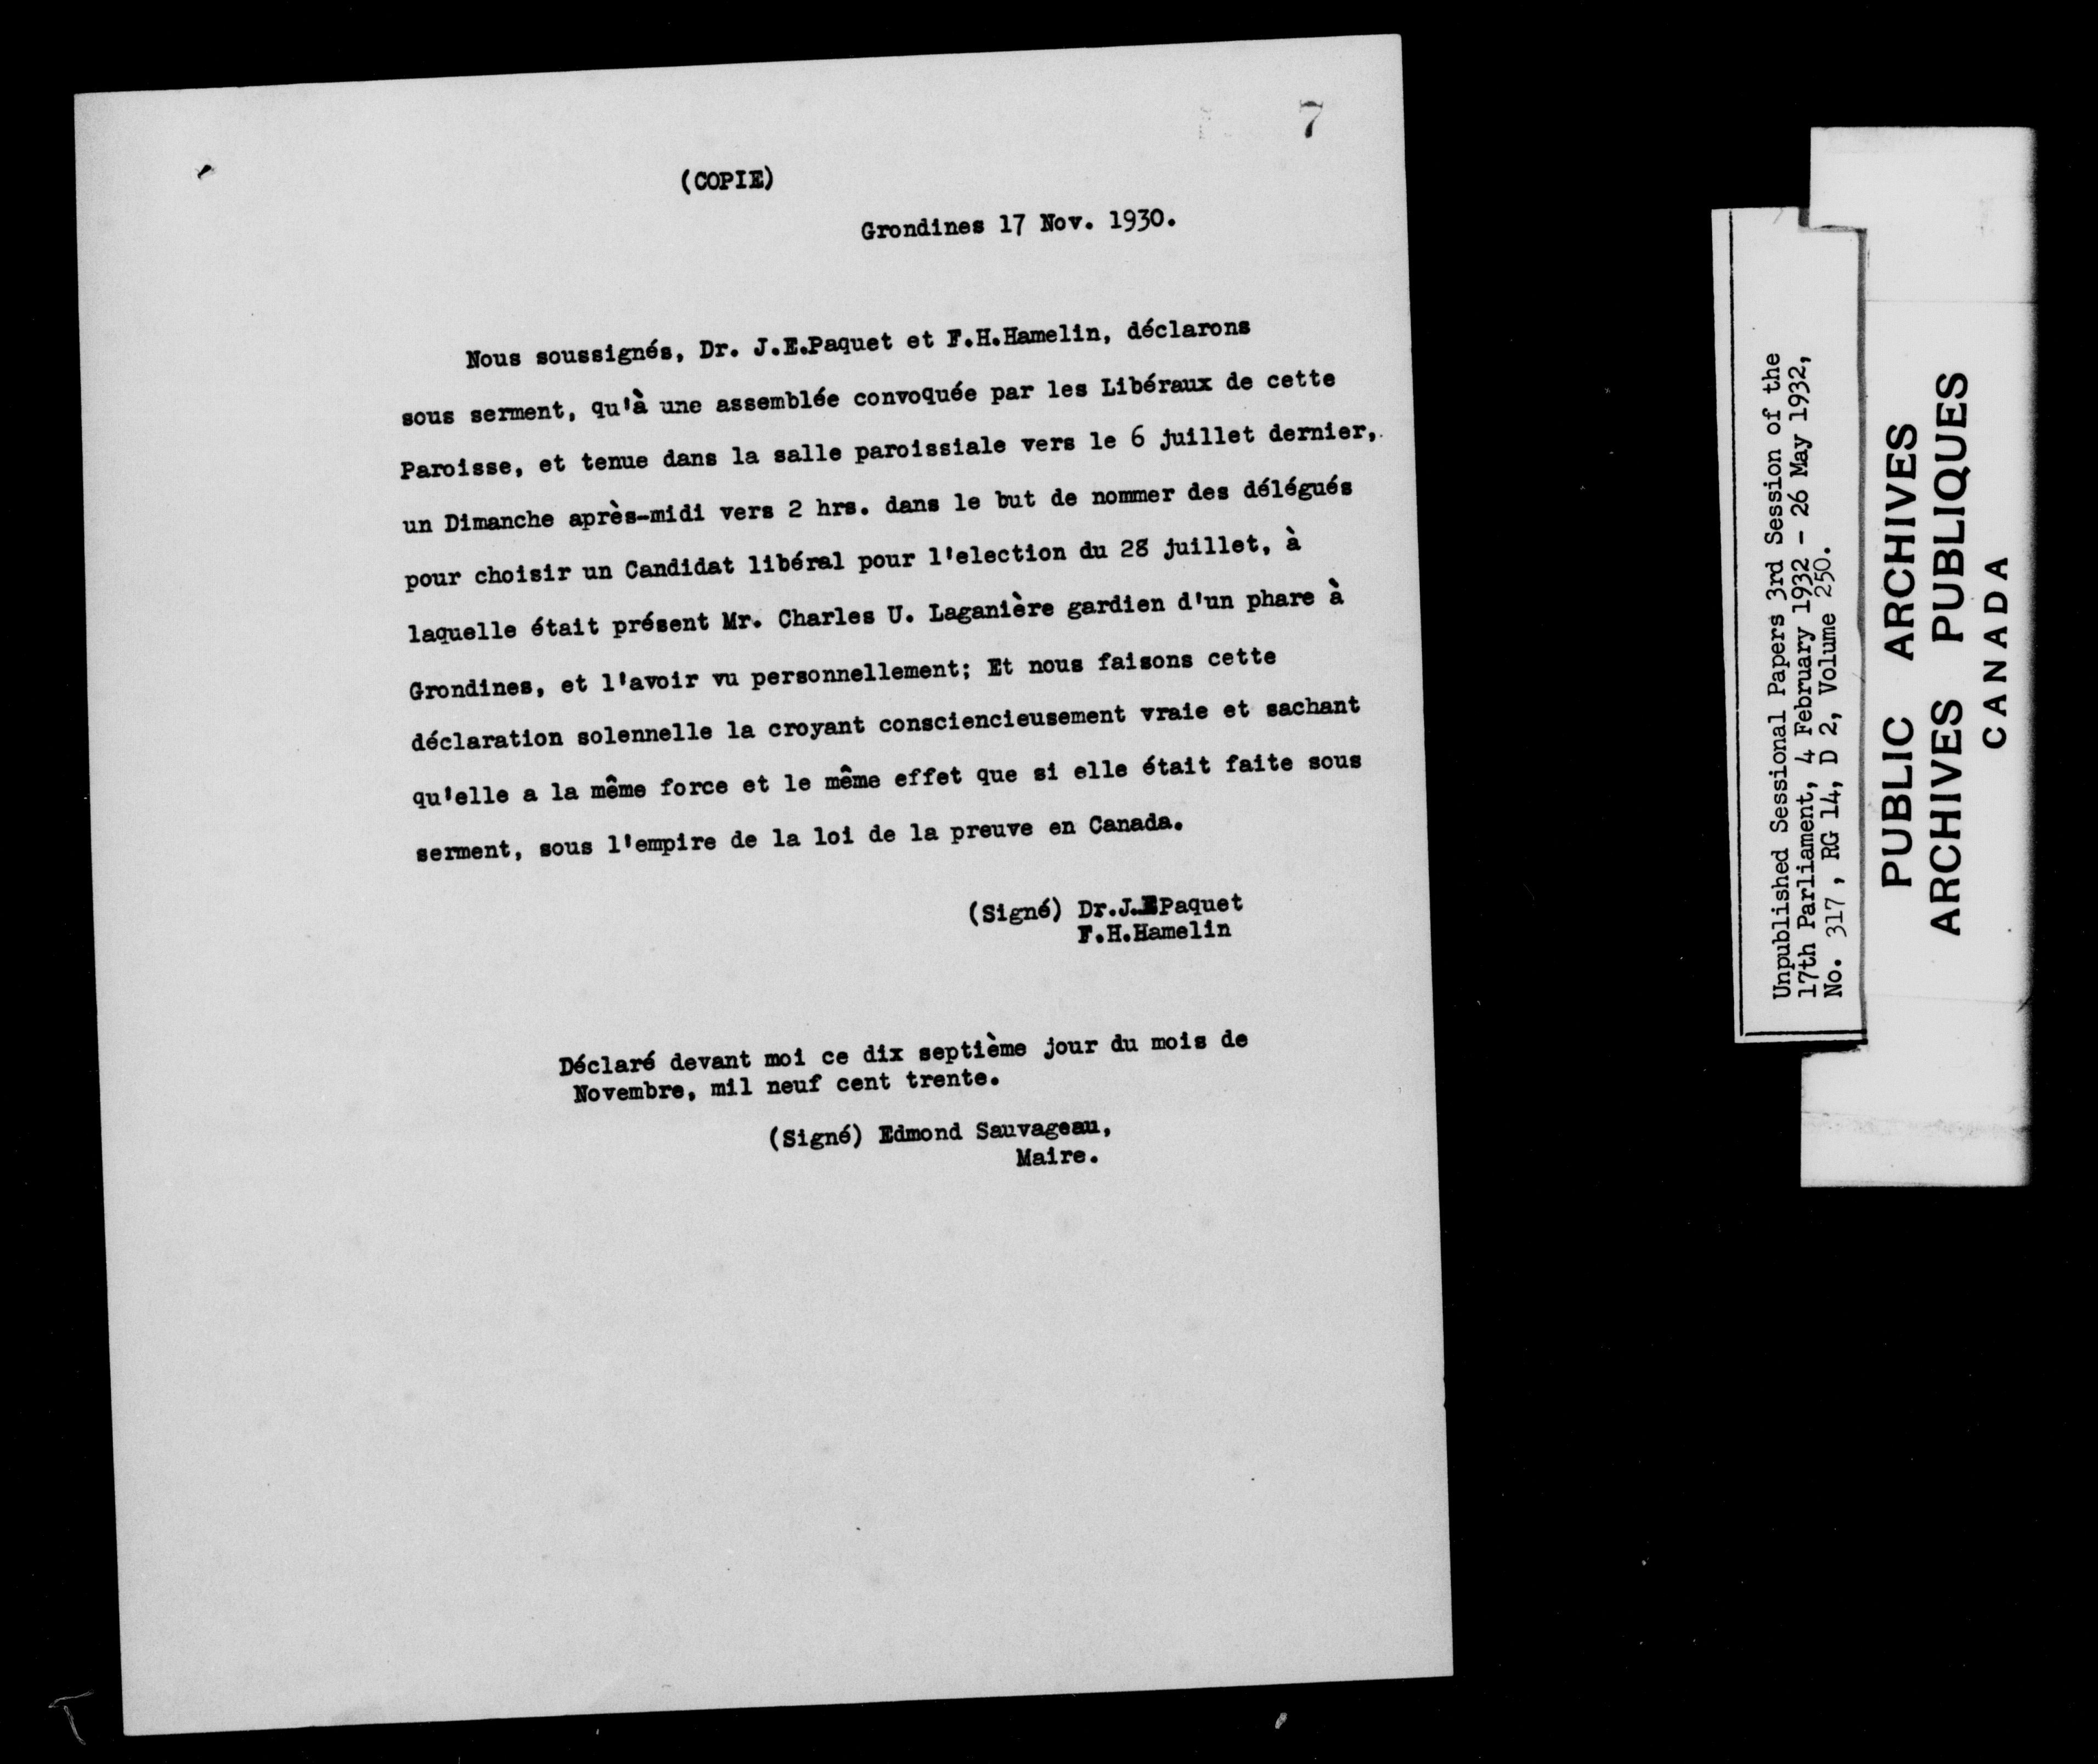 7
(COPIE)
Grondines 17 Nov. 1930.
Nous soussignés, Dr. J.E.Paquet et F.H.Hamelin, déclarons
sous serment, qu'à une assemblée convoquée par les Libéraux de cette
Paroisse, et tenue dans la salle paroissiale vers le 6 juillet dernier,
un Dimanche après-midi vers 2 hrs. dans le but de nommer des délégués
pour choisir un Candidat libéral pour l'election du 28 juillet, à
laquelle était présent Mr. Charles U. Laganière gardien d'un phare à
Grondines, et l'avoir vu personnellement; Et nous faisons cette
déclaration solennelle la croyant consciencieusement vraie et sachant
qu'elle a la même force et le même effet que si elle était faite sous
serment, sous l'empire de la loi de la preuve en Canada.
(Signé) Dr.J.E Paquet
F.H.Hamelin
Déclaré devant moi ce dix septième jour du mois de
Novembre, mil neuf cent trente.
(Signé) Edmond Sauvageau,
Maire.
Unpublished Sessional Papers 3rd Session of the
17th Parliament, 4 February 1932 - 26 May 1932,
No. 317, RG 14, D 2, Volume 250.
PUBLIC ARCHIVES
ARCHIVES PUBLIQUES
CANADA